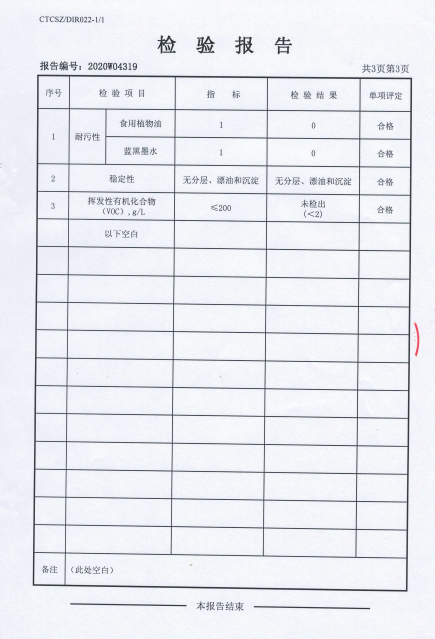 CTCSZ/DIR022-1/1
检 验 报 告
报告编号：2020W04319
共3页第3页
序号 检 验 项 目 指 标 检 验 结 果 单项评定
1 耐污性 食用植物油 1 0 合格
蓝黑墨水 1 0 合格
2 稳定性 无分层、漂油和沉淀 无分层、漂油和沉淀 合格
3 挥发性有机化合物（VOC）,g/L ≤200 未检出（<2） 合格
以下空白
备注 （此处空白）
本报告结束